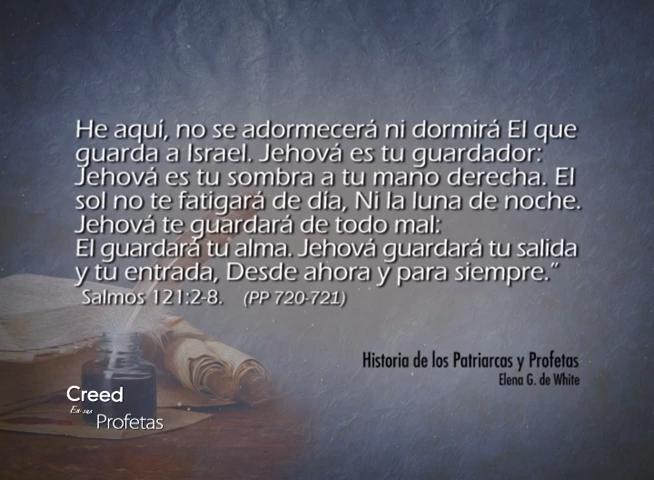 He aquí, no se adormecerá ni dormirá El que
guarda a Israel. Jehová es tu guardador:
Jehová es tu sombra a tu mano derecha. El
sol no te fatigará de día, Ni la luna de noche.
Jehová te guardará de todo mal:
El guardará tu alma. Jehová guardará tu salida
y tu entrada, Desde ahora y para siempre.”
Salmos 121:2-8. (PP 720-721)
Historia de los Patriarcas y Profetas
Elena G. de White
Creed
En sus
Profetas